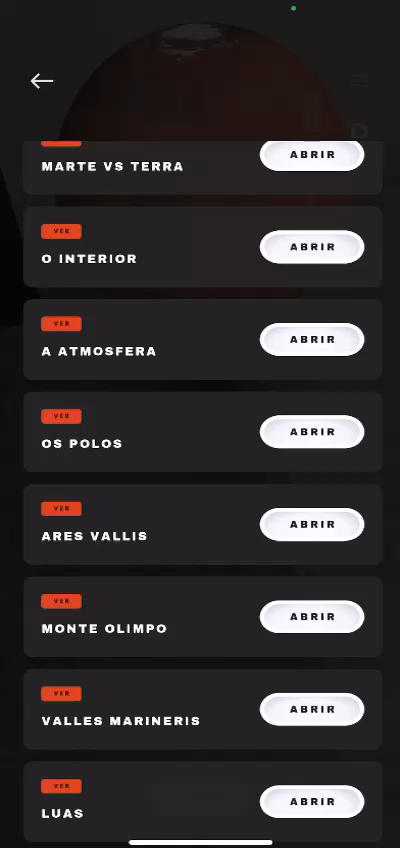 MARTE VS TERRA
ABRIR
VER
O INTERIOR
ABRIR
VER
A ATMOSFERA
ABRIR
VER
OS POLOS
ABRIR
VER
ARES VALLIS
ABRIR
VER
MONTE OLIMPO
ABRIR
VER
VALLES MARINERIS
ABRIR
VER
LUAS
ABRIR